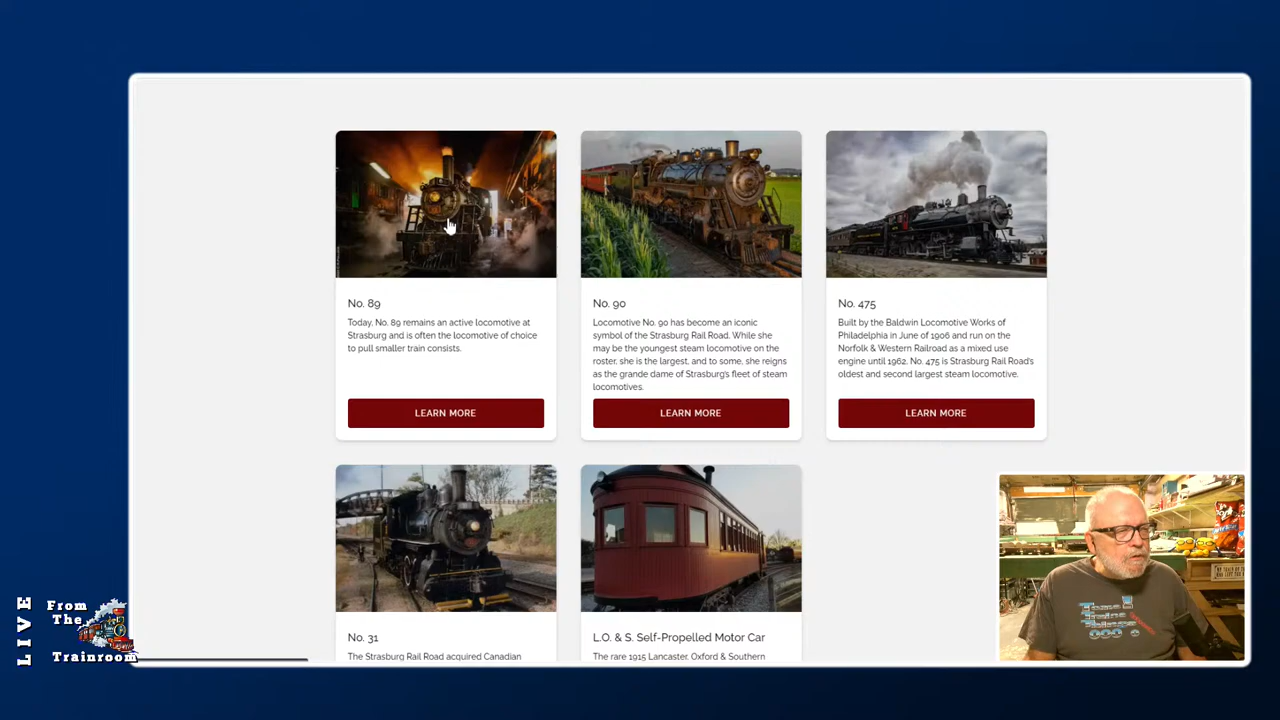 No. 89
Today, No. 89 remains an active locomotive at
Strasburg and is often the locomotive of choice
to pull smaller train consists.
LEARN MORE
No. 90
Locomotive No. 90 has become an iconic
symbol of the Strasburg Rail Road. While she
may be the youngest steam locomotive on the
roster, she is the largest, and to some, she reigns
as the grande dame of Strasburg's fleet of steam
locomotives.
LEARN MORE
No. 475
Built by the Baldwin Locomotive Works of
Philadelphia in June of 1906 and run on the
Norfolk & Western Railroad as a mixed use
engine until 1962, No. 475 is Strasburg Rail Road's
oldest and second largest steam locomotive.
LEARN MORE
No. 31
The Strasburg Rail Road acquired Canadian
L.O. & S. Self-Propelled Motor Car
The rare 1915 Lancaster, Oxford & Southern
LIVE
From
The
Trainroom